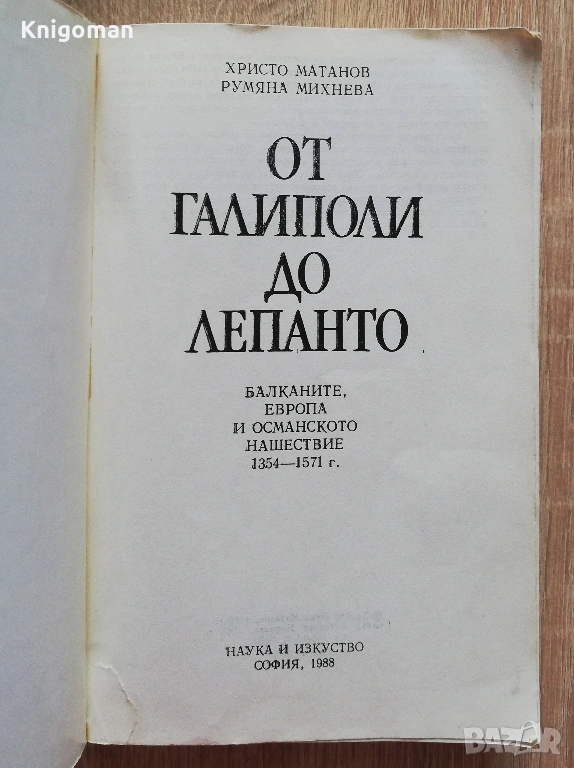 Knigoman
ХРИСТО МАТАНОВ
РУМЯНА МИХНЕВА
ОТ
ГАЛИПОЛИ
ДО
ЛЕПАНТО
БАЛКАНИТЕ,
ЕВРОПА
И ОСМАНСКОТО
НАШЕСТВИЕ
1354—1571 г.
НАУКА И ИЗКУСТВО
СОФИЯ, 1988
BAZAR